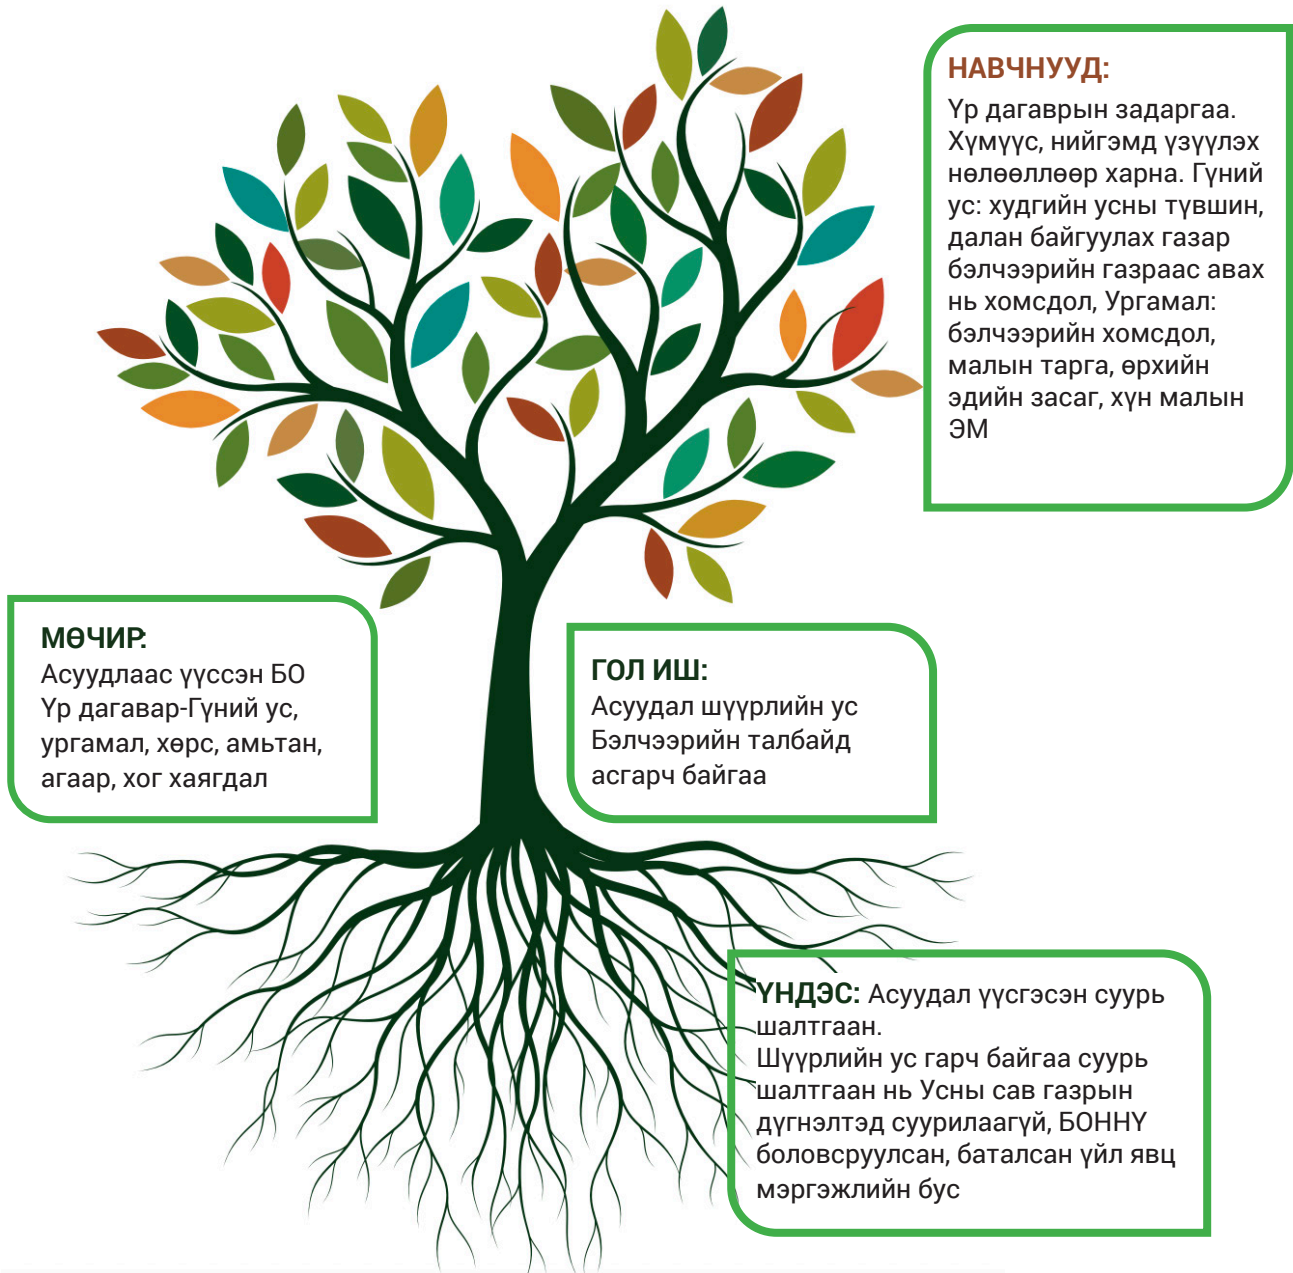 НАВЧНУУД:
Үр дагаврын задаргаа.
Хүмүүс, нийгэмд үзүүлэх
нөлөөллөөр харна. Гүний
ус: худгийн усны түвшин,
далан байгуулах газар
бэлчээрийн газраас авах
нь хомсдол, Ургамал:
бэлчээрийн хомсдол,
малын тарга, өрхийн
эдийн засаг, хүн малын
ЭМ
МӨЧИР:
Асуудлаас үүссэн БО
Үр дагавар-Гүний ус,
ургамал, хөрс, амьтан,
агаар, хог хаягдал
ГОЛ ИШ:
Асуудал шүүрлийн ус
Бэлчээрийн талбайд
асгарч байгаа
ҮНДЭС: Асуудал үүсгэсэн суурь
шалтгаан.
Шүүрлийн ус гарч байгаа суурь
шалтгаан нь Усны сав газрын
дүгнэлтэд суурилаагүй, БОННҮ
боловсруулсан, баталсан үйл явц
мэргэжлийн бус